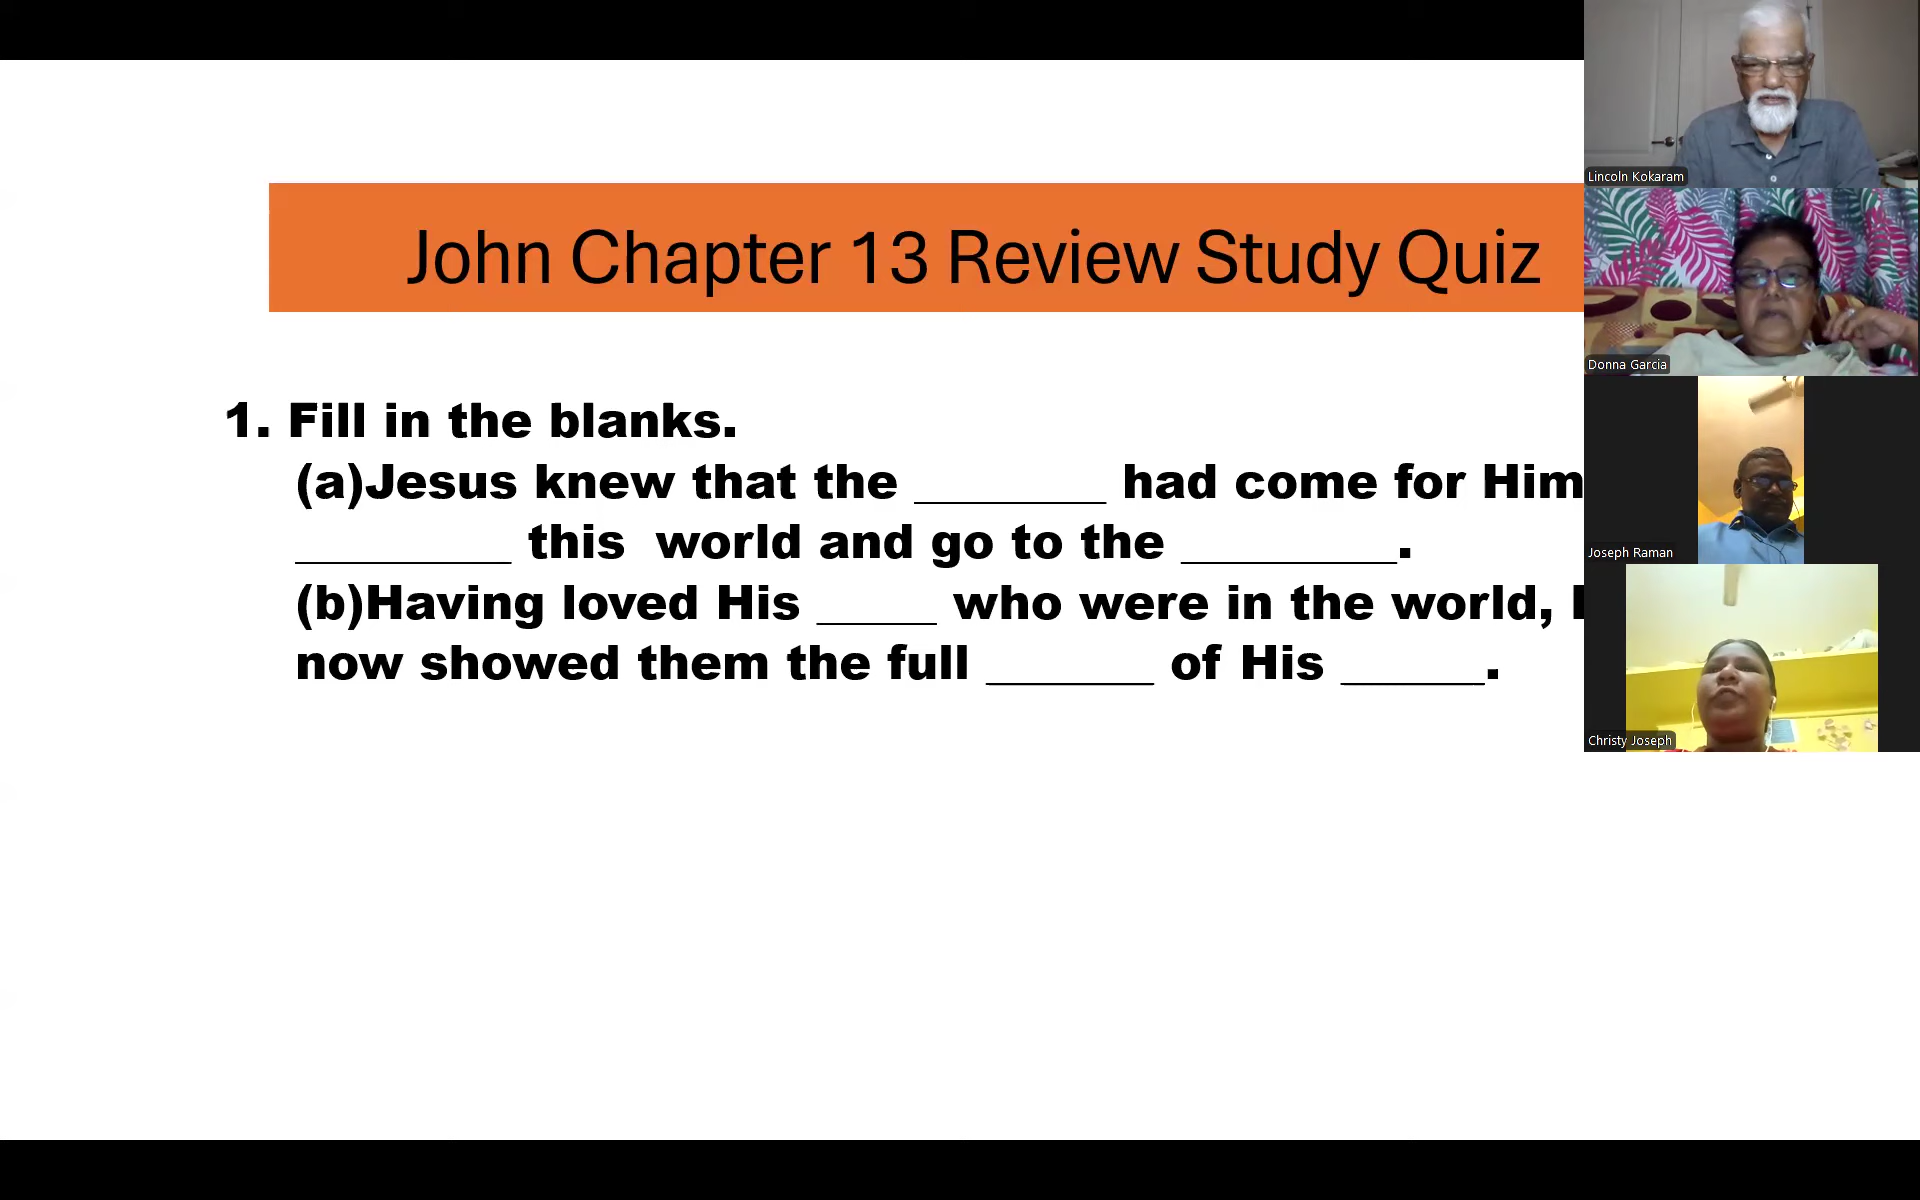 John Chapter 13 Review Study Quiz
1. Fill in the blanks.
(a)Jesus knew that the ________ had come for Him
_________ this  world and go to the _________.
(b)Having loved His _____ who were in the world,
now showed them the full _______ of His ______.
Lincoln Kokaram
Donna Garcia
Joseph Raman
Christy Joseph